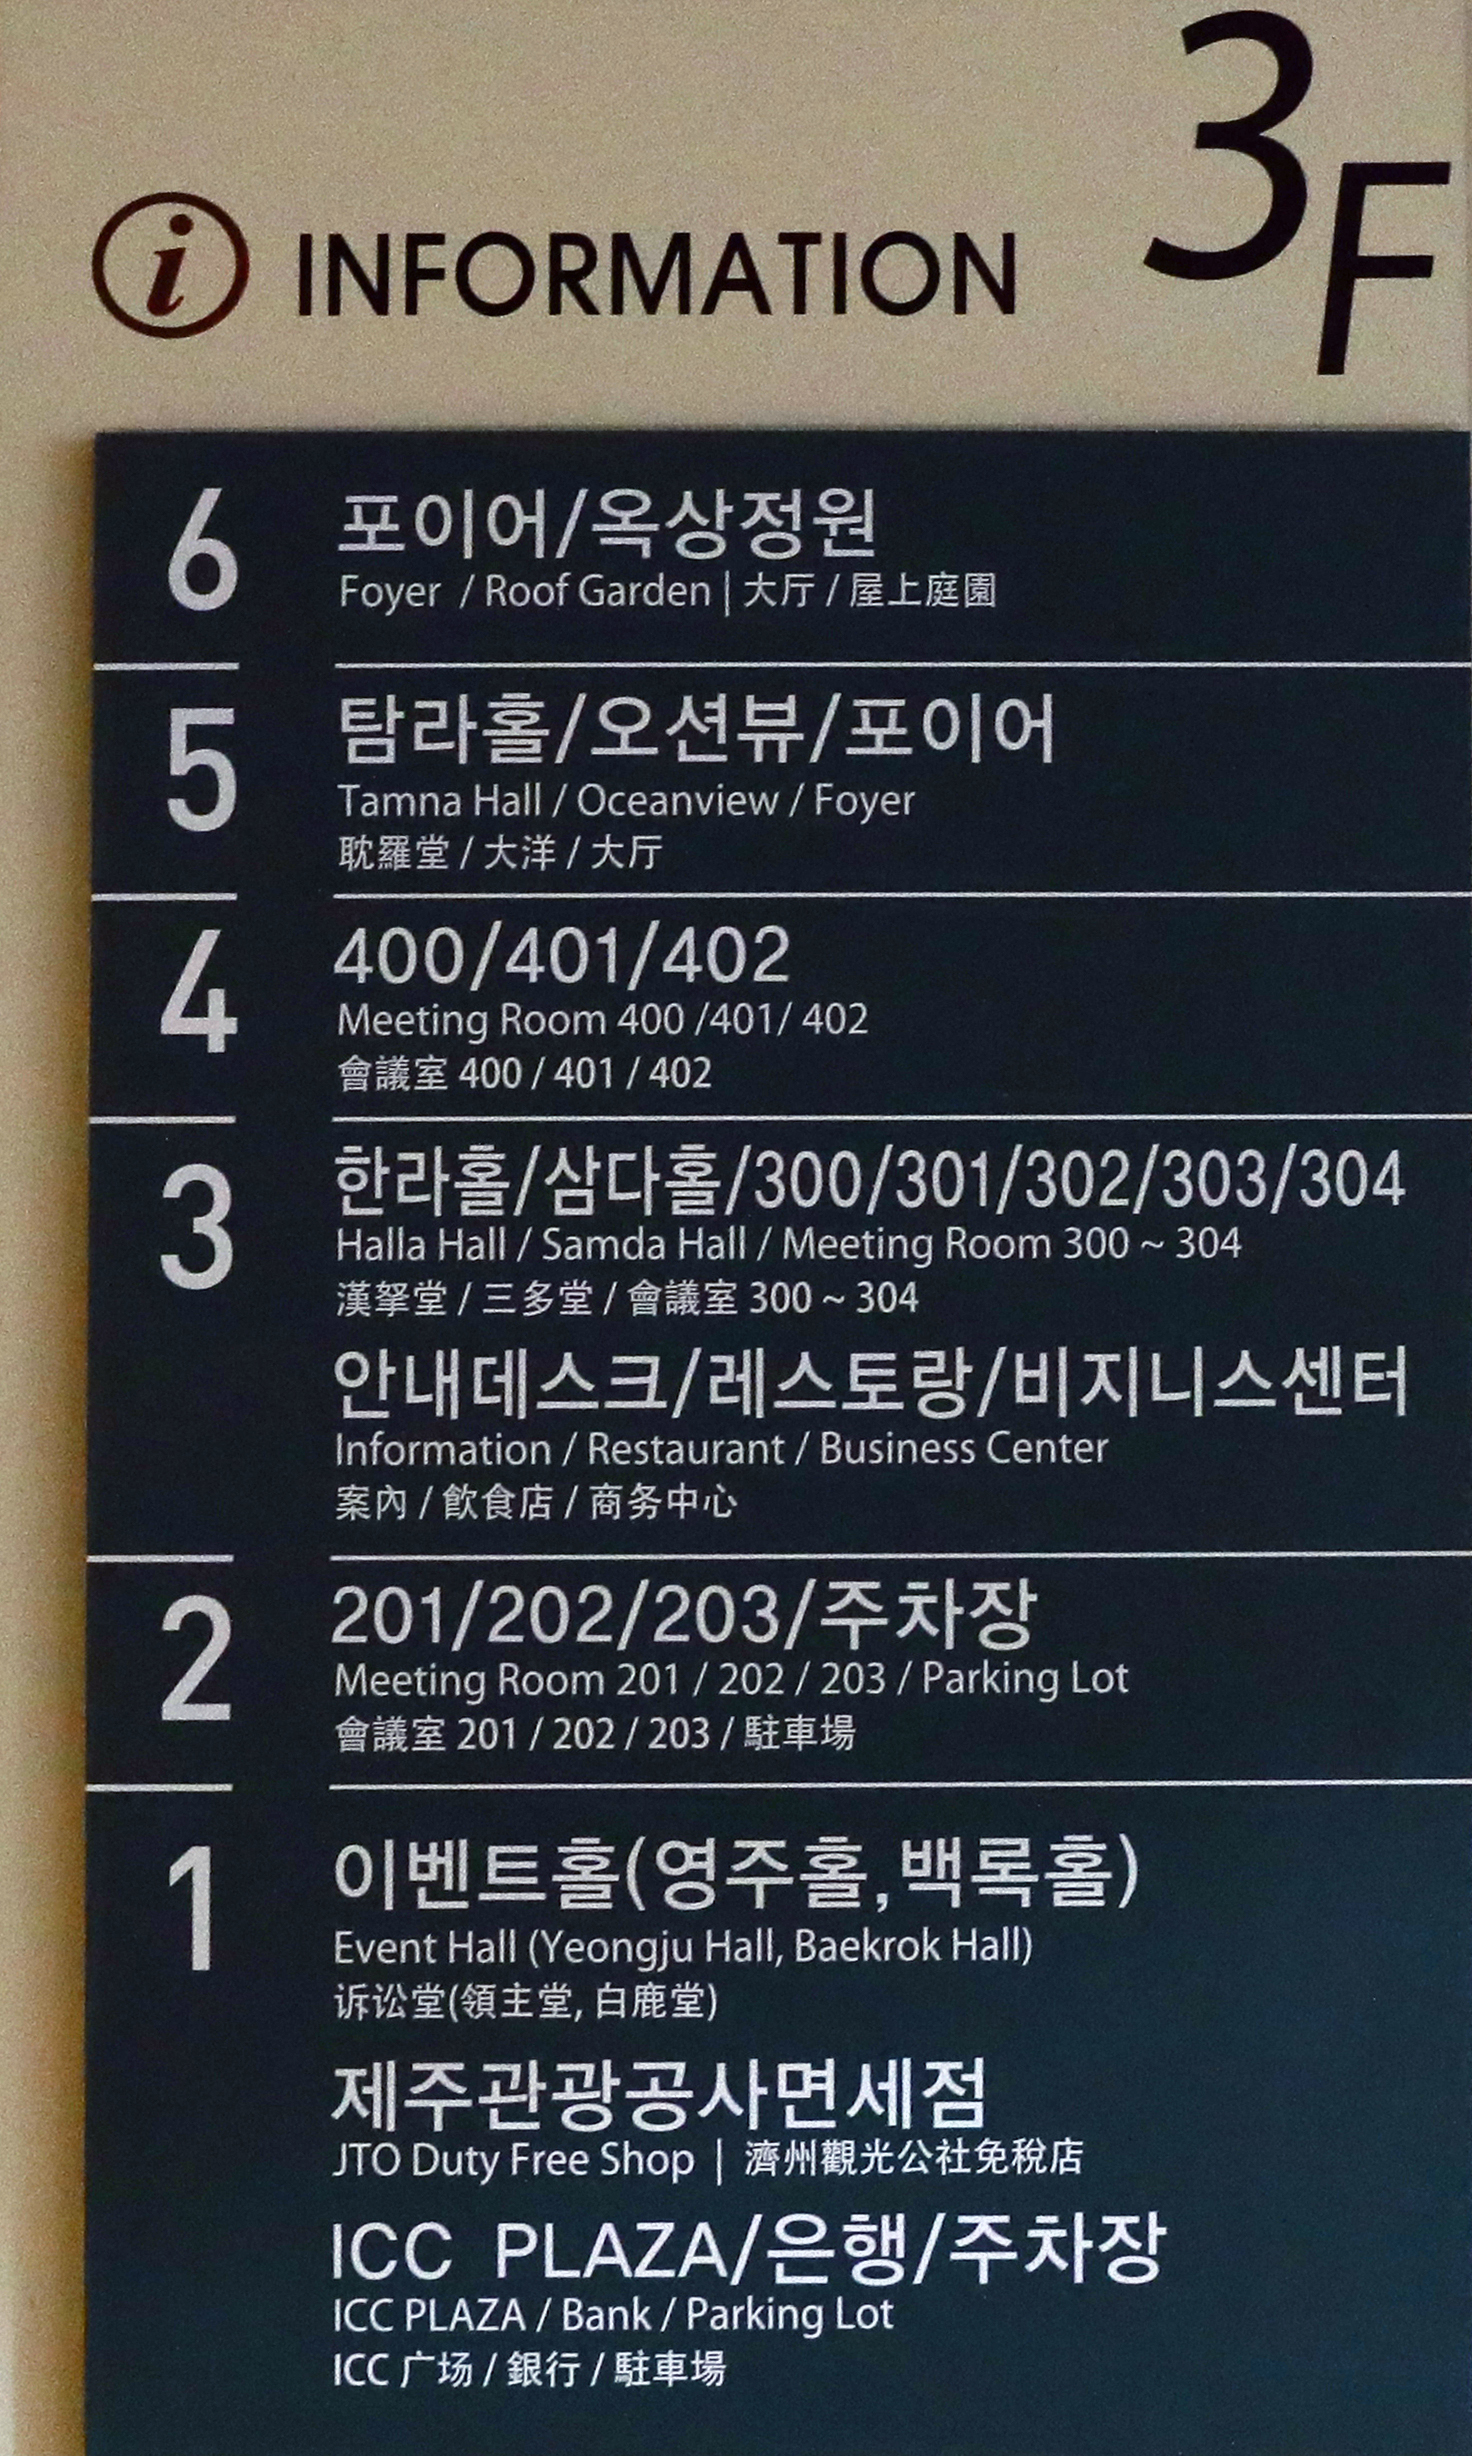 3F
i INFORMATION
6
포이어/옥상정원
Foyer / Roof Garden | 大厅 / 屋上庭園
5
탐라홀/오션뷰/포이어
Tamna Hall / Oceanview / Foyer
耽羅堂 / 大洋 / 大厅
4
400/401/402
Meeting Room 400 /401/ 402
會議室 400 / 401 / 402
3
한라홀/삼다홀/300/301/302/303/304
Halla Hall / Samda Hall / Meeting Room 300 ~ 304
漢拏堂 / 三多堂 / 會議室 300 ~ 304
안내데스크/레스토랑/비지니스센터
Information / Restaurant / Business Center
案內 / 飮食店 / 商务中心
2
201/202/203/주차장
Meeting Room 201 / 202 / 203 / Parking Lot
會議室 201 / 202 / 203 / 駐車場
1
이벤트홀(영주홀,백록홀)
Event Hall (Yeongju Hall, Baekrok Hall)
诉讼堂(領主堂, 白鹿堂)
제주관광공사면세점
JTO Duty Free Shop | 濟州觀光公社免稅店
ICC PLAZA/은행/주차장
ICC PLAZA / Bank / Parking Lot
ICC 广场 / 銀行 / 駐車場